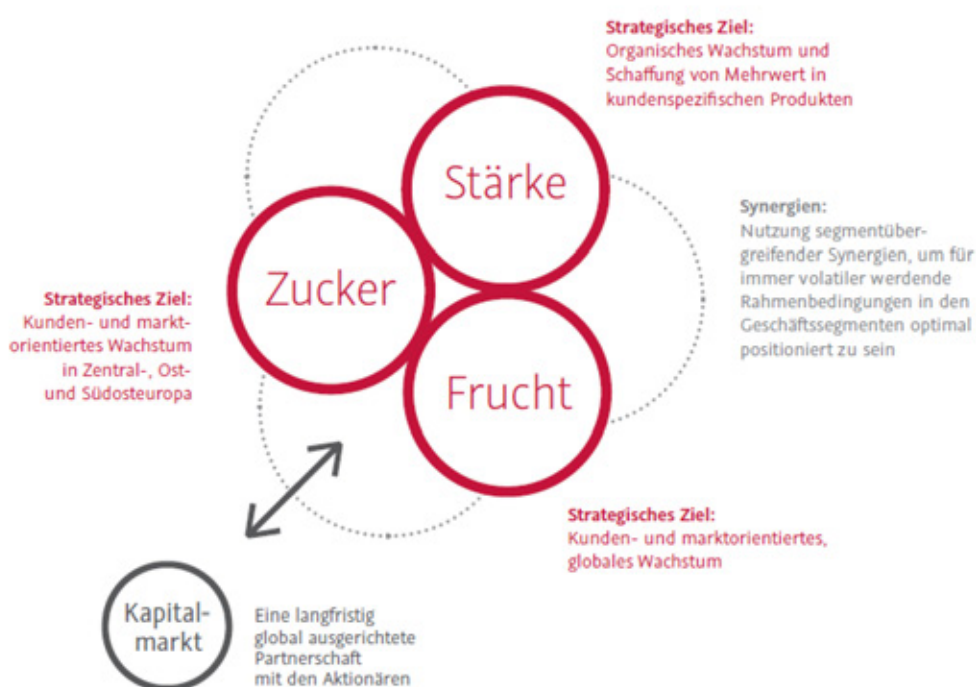 Strategisches Ziel:
Organisches Wachstum und
Schaffung von Mehrwert in
kundenspezifischen Produkten
Stärke
Synergien:
Nutzung segmentüber-
greifender Synergien, um für
immer volatiler werdende
Rahmenbedingungen in den
Geschäftssegmenten optimal
positioniert zu sein
Zucker
Strategisches Ziel:
Kunden- und markt-
orientiertes Wachstum
in Zentral-, Ost-
und Südosteuropa
Frucht
Strategisches Ziel:
Kunden- und marktorientiertes,
globales Wachstum
Kapital-
markt
Eine langfristig
global ausgerichtete
Partnerschaft
mit den Aktionären